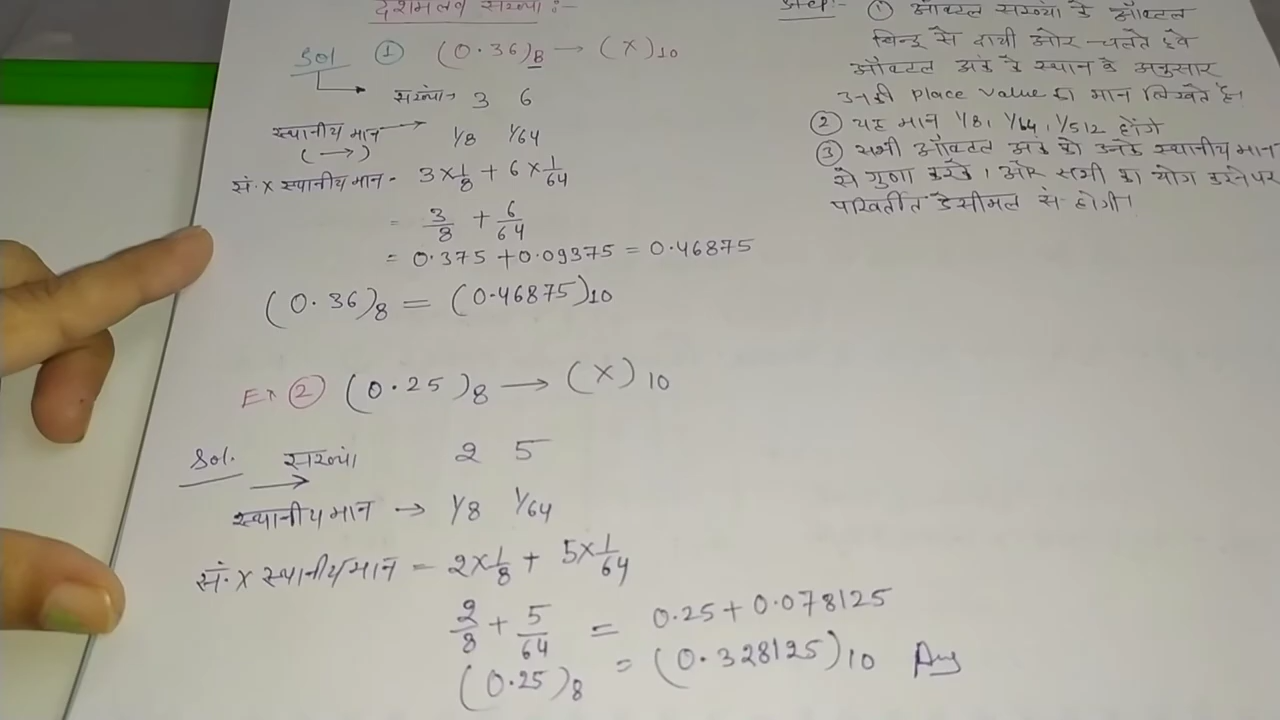 दशमलव संख्या :-
Sol ① (0.36)8 → (X)10
संख्या→ 3 6
स्थानीय मान → 1/8 1/64
(→)
सं. × स्थानीय मान - 3×1/8 + 6×1/64
= 3/8 + 6/64
= 0.375 + 0.09375 = 0.46875
(0.36)8 = (0.46875)10
Ex ② (0.25)8 → (X)10
Sol. संख्या 2 5
→
स्थानीय मान → 1/8 1/64
सं. × स्थानीय मान = 2×1/8 + 5×1/64
2/8 + 5/64 = 0.25 + 0.078125
(0.25)8 = (0.328125)10 Ans
Step:- ① ऑक्टल संख्या के ऑक्टल
बिन्दु से दायी ओर चलते हुये
ऑक्टल अंक के स्थान के अनुसार
उनकी Place Value का मान लिखते है।
② यह मान 1/8, 1/64, 1/512 होंगे
③ सभी ऑक्टल अंक को उनके स्थानीय मान
से गुणा करेंगे। और सभी का योग करने पर
परिवर्तित डेसीमल सं. होगी।